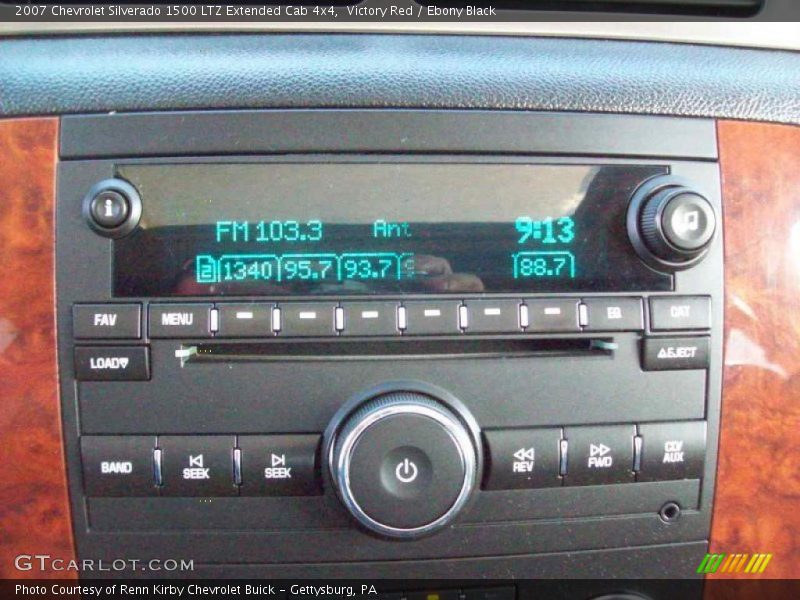 2007 Chevrolet Silverado 1500 LTZ Extended Cab 4x4, Victory Red / Ebony Black
i
FM 103.3 Ant 9:13
2 1340 95.7 93.7 88.7
FAV MENU EQ CAT
LOAD EJECT
BAND SEEK SEEK REV FWD CD/AUX
GTCARLOT.COM
Photo Courtesy of Renn Kirby Chevrolet Buick – Gettysburg, PA